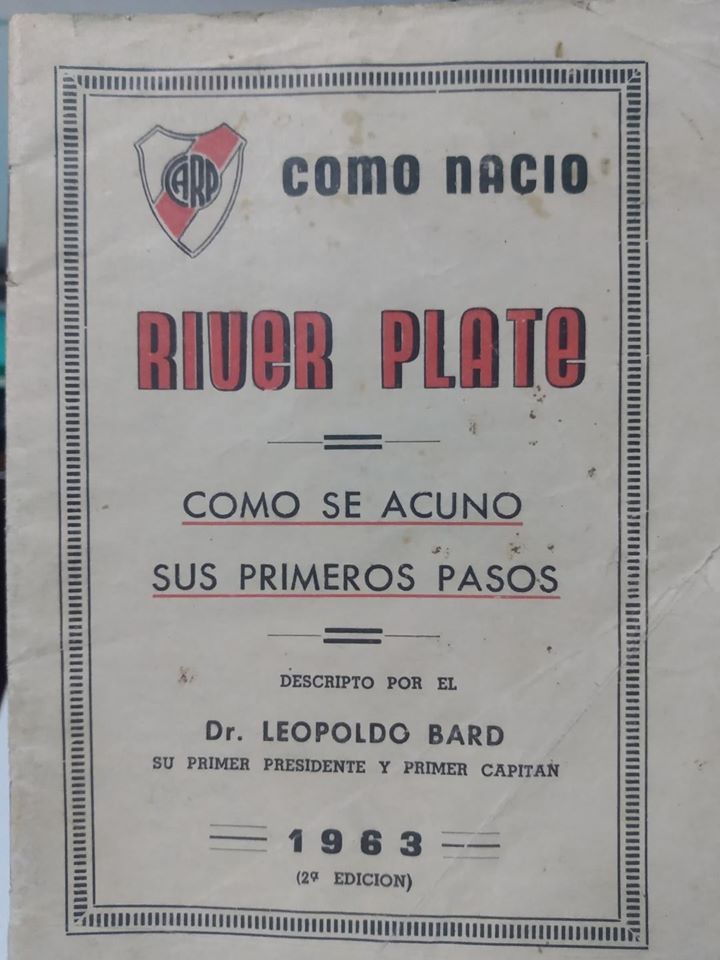 CARP
COMO NACIO
RIVER PLATE
COMO SE ACUNO
SUS PRIMEROS PASOS
DESCRIPTO POR EL
Dr. LEOPOLDO BARD
SU PRIMER PRESIDENTE Y PRIMER CAPITAN
1963
(2ª EDICION)